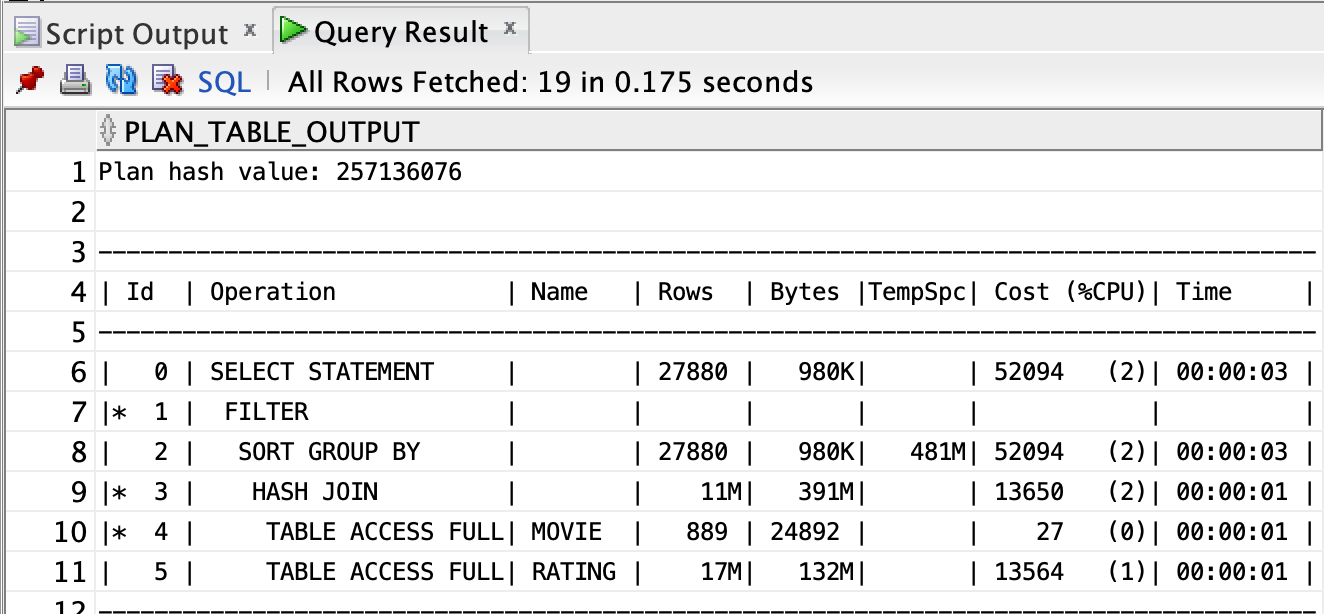 Script Output x Query Result x
SQL | All Rows Fetched: 19 in 0.175 seconds
PLAN_TABLE_OUTPUT
1 Plan hash value: 257136076
2
3 ---------------------------------------------------------------------------------------
4 | Id  | Operation            | Name   | Rows  | Bytes |TempSpc| Cost (%CPU)| Time     |
5 ---------------------------------------------------------------------------------------
6 |   0 | SELECT STATEMENT     |        | 27880 |   980K|       | 52094   (2)| 00:00:03 |
7 |*  1 |  FILTER              |        |       |       |       |            |          |
8 |   2 |   SORT GROUP BY      |        | 27880 |   980K|   481M| 52094   (2)| 00:00:03 |
9 |*  3 |    HASH JOIN         |        |    11M|   391M|       | 13650   (2)| 00:00:01 |
10 |*  4 |     TABLE ACCESS FULL| MOVIE  |   889 | 24892 |       |    27   (0)| 00:00:01 |
11 |   5 |     TABLE ACCESS FULL| RATING |    17M|   132M|       | 13564   (1)| 00:00:01 |
12 ---------------------------------------------------------------------------------------